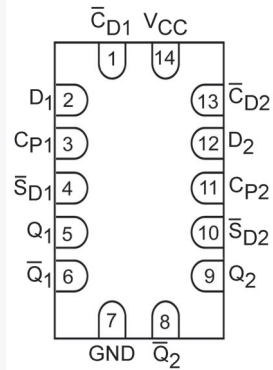 C̅D1 VCC
1 14
D1 2 13 C̅D2
CP1 3 12 D2
S̅D1 4 11 CP2
Q1 5 10 S̅D2
Q̅1 6 9 Q2
7 8
GND Q̅2